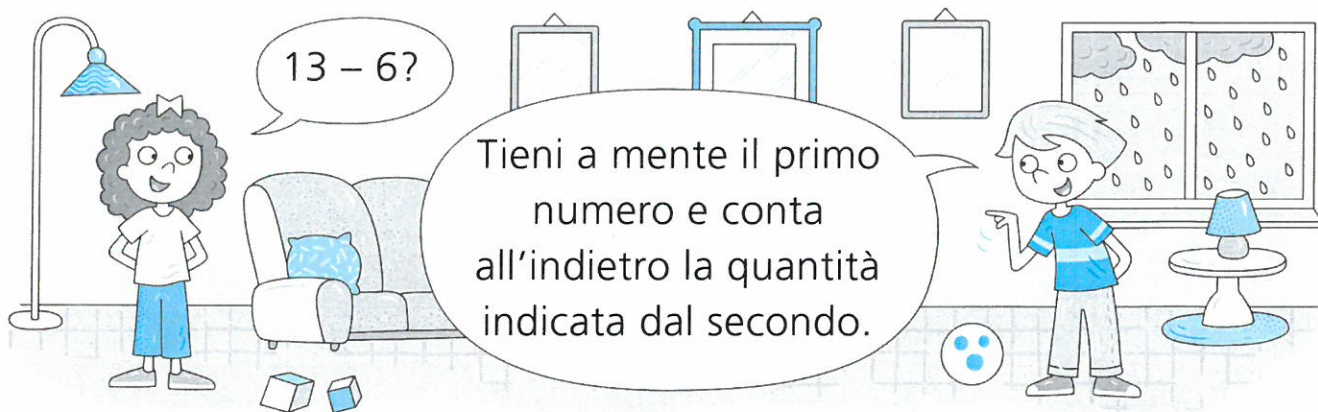 13 – 6?
Tieni a mente il primo
numero e conta
all'indietro la quantità
indicata dal secondo.